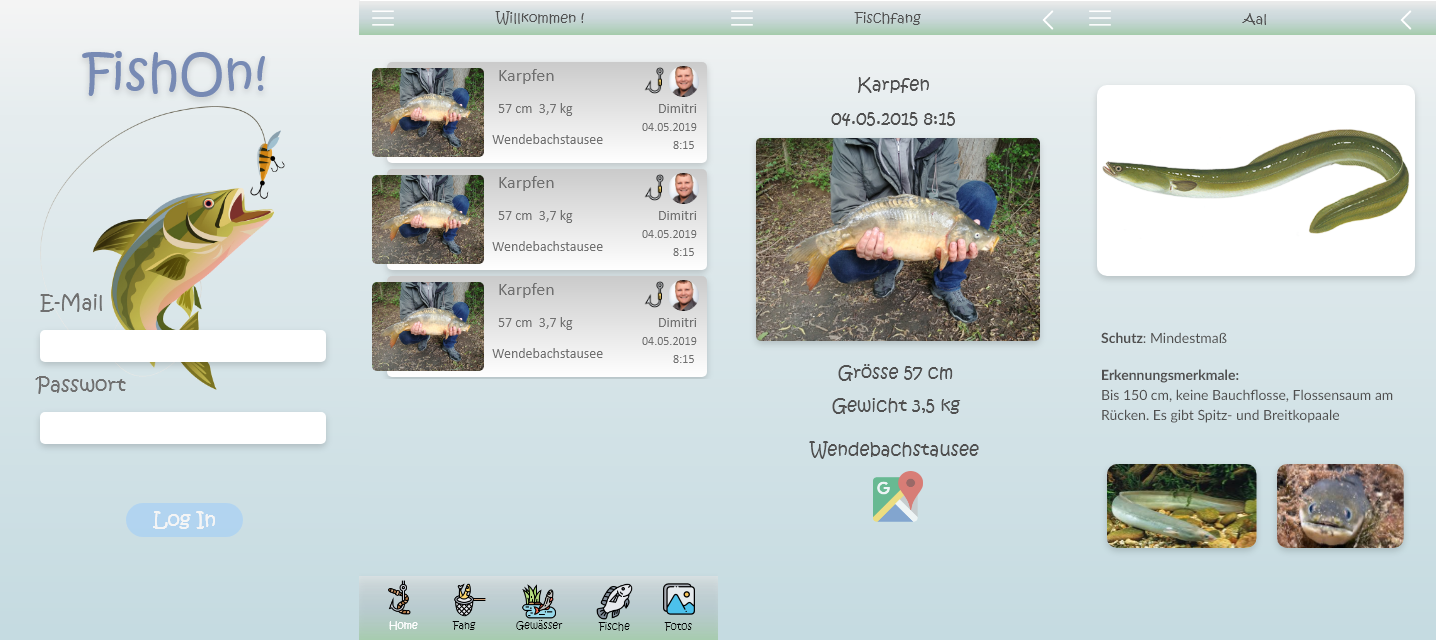 FishOn!
E-Mail
Passwort
Log In
Willkommen !
Karpfen
57 cm 3,7 kg
Dimitri
04.05.2019
Wendebachstausee
8:15
Karpfen
57 cm 3,7 kg
Dimitri
04.05.2019
Wendebachstausee
8:15
Karpfen
57 cm 3,7 kg
Dimitri
04.05.2019
Wendebachstausee
8:15
Home
Fang
Gewässer
Fische
Fotos
Fischfang
Karpfen
04.05.2015 8:15
Grösse 57 cm
Gewicht 3,5 kg
Wendebachstausee
G
Aal
Schutz: Mindestmaß
Erkennungsmerkmale:
Bis 150 cm, keine Bauchflosse, Flossensaum am
Rücken. Es gibt Spitz- und Breitkopaale